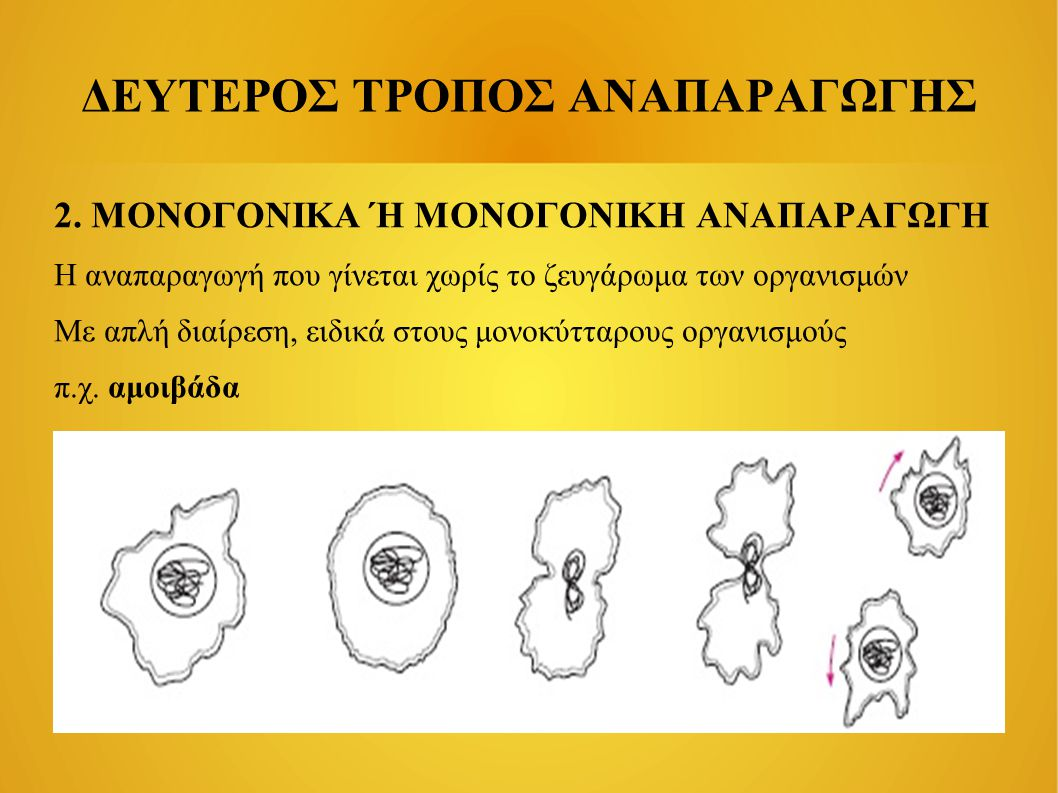 ΔΕΥΤΕΡΟΣ ΤΡΟΠΟΣ ΑΝΑΠΑΡΑΓΩΓΗΣ
2. ΜΟΝΟΓΟΝΙΚΑ Ή ΜΟΝΟΓΟΝΙΚΗ ΑΝΑΠΑΡΑΓΩΓΗ
Η αναπαραγωγή που γίνεται χωρίς το ζευγάρωμα των οργανισμών
Με απλή διαίρεση, ειδικά στους μονοκύτταρους οργανισμούς
π.χ. αμοιβάδα